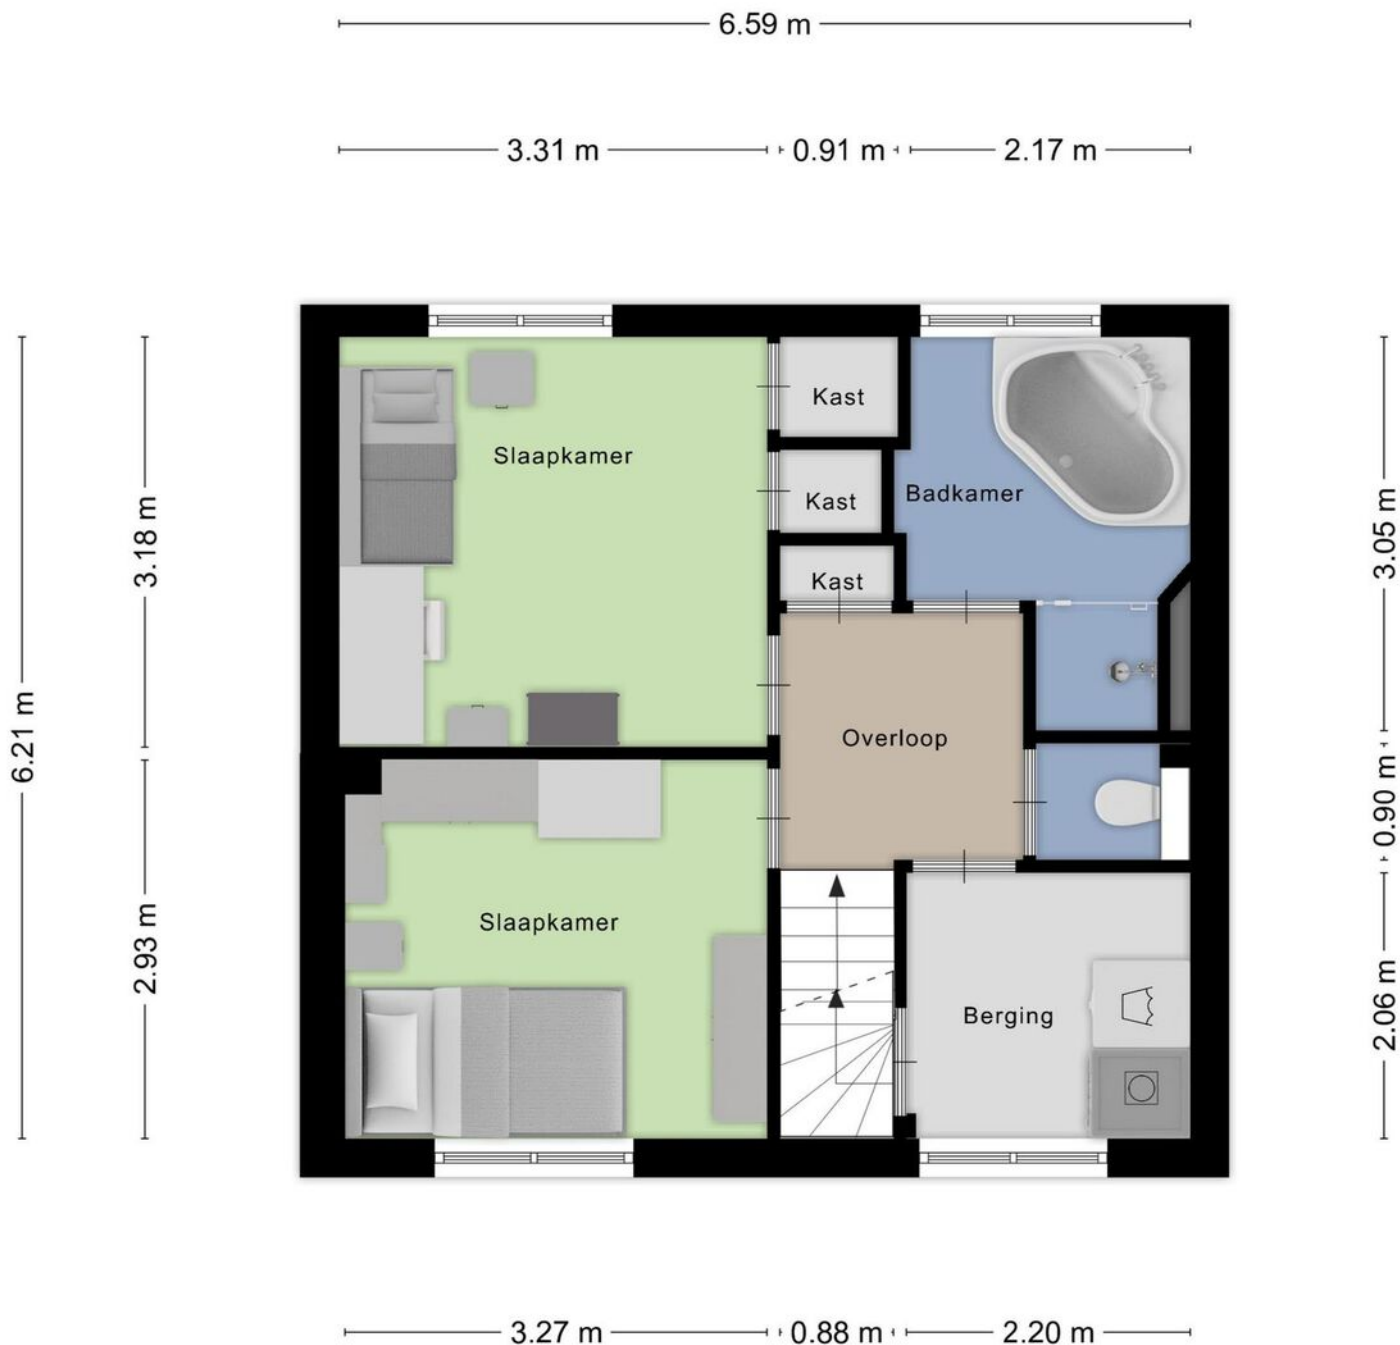 6.59 m
3.31 m
0.91 m
2.17 m
Kast
Slaapkamer
Badkamer
Kast
3.18 m
3.05 m
Kast
6.21 m
Overloop
0.90 m
Slaapkamer
2.93 m
Berging
2.06 m
3.27 m
0.88 m
2.20 m